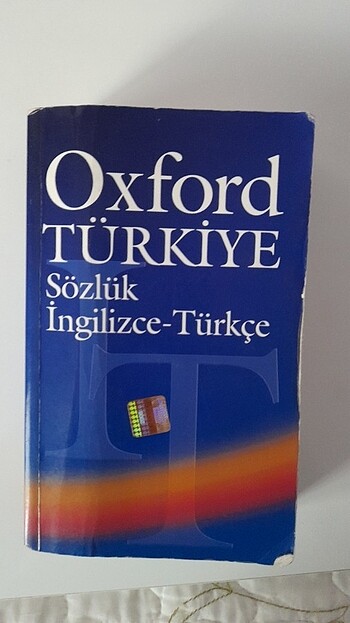 Oxford
TÜRKİYE
Sözlük
İngilizce-Türkçe
İT